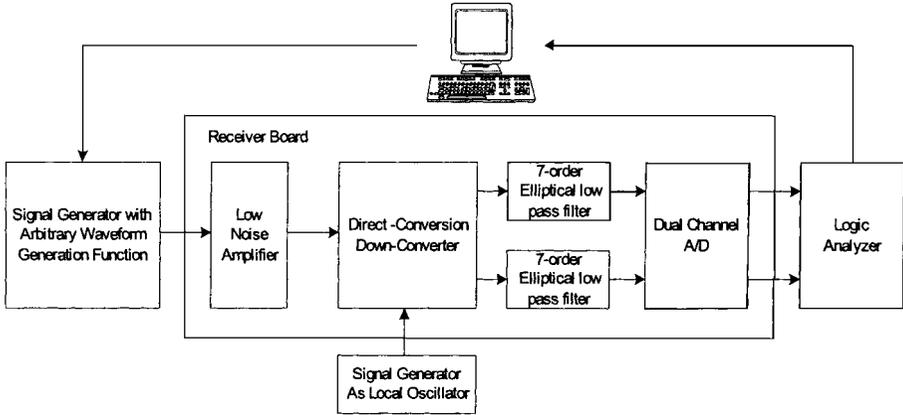 Receiver Board
Signal Generator with
Arbitrary Waveform
Generation Function
Low
Noise
Amplifier
Direct -Conversion
Down-Converter
7-order
Elliptical low
pass filter
7-order
Elliptical low
pass filter
Dual Channel
A/D
Logic
Analyzer
Signal Generator
As Local Oscillator